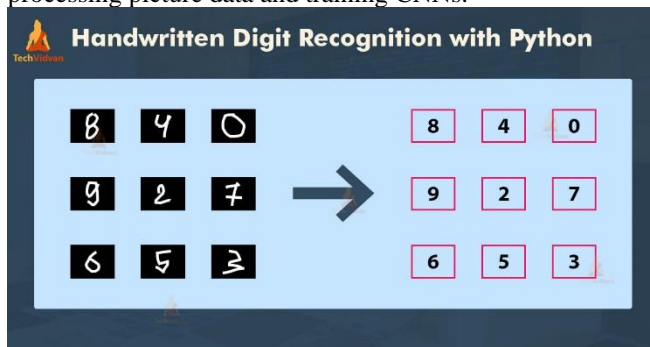 processing picture data and training CNNs.
Handwritten Digit Recognition with Python
TechVidvan
8 4 0 8 4 0
9 2 7 9 2 7
6 5 3 6 5 3